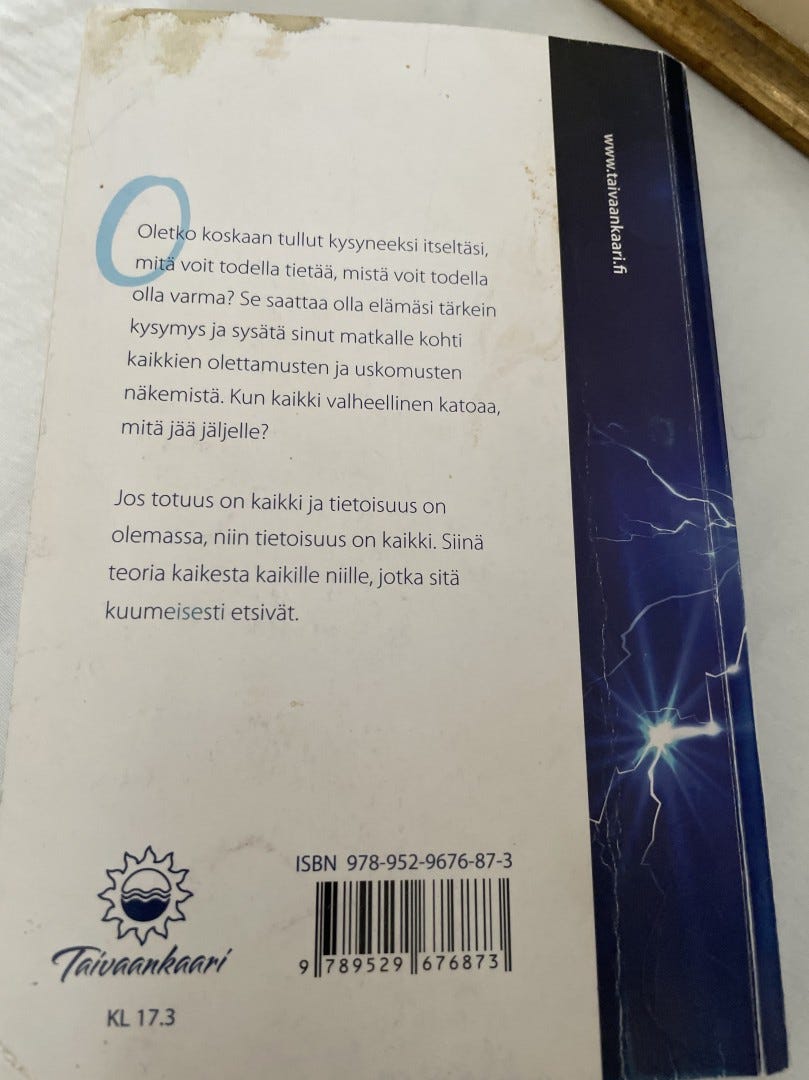 Oletko koskaan tullut kysyneeksi itseltäsi,
mitä voit todella tietää, mistä voit todella
olla varma? Se saattaa olla elämäsi tärkein
kysymys ja sysätä sinut matkalle kohti
kaikkien olettamusten ja uskomusten
näkemistä. Kun kaikki valheellinen katoaa,
mitä jää jäljelle?
Jos totuus on kaikki ja tietoisuus on
olemassa, niin tietoisuus on kaikki. Siinä
teoria kaikesta kaikille niille, jotka sitä
kuumeisesti etsivät.
www.taivaankaari.fi
Taivaankaari
KL 17.3
ISBN 978-952-9676-87-3
9 789529 676873